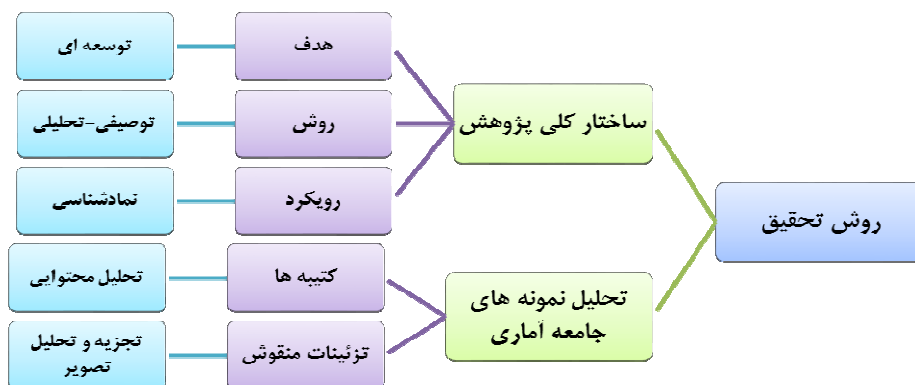 روش تحقیق
ساختار کلی پژوهش
هدف
توسعه ای
روش
توصیفی-تحلیلی
رویکرد
نمادشناسی
تحلیل نمونه های
جامعه آماری
کتیبه ها
تحلیل محتوایی
تزئینات منقوش
تجزیه و تحلیل
تصویر